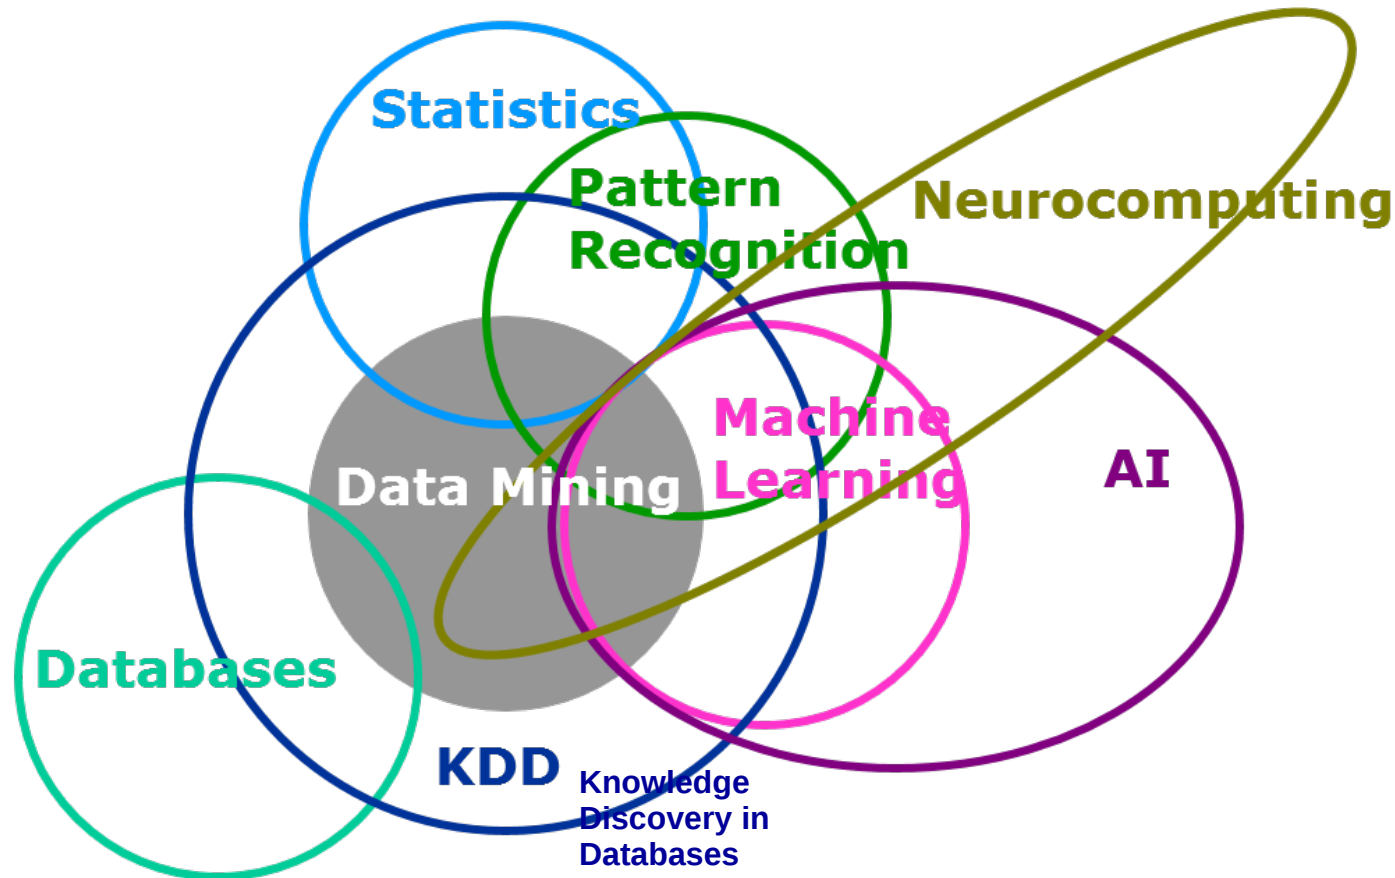 Statistics
Pattern
Recognition
Neurocomputing
Machine
Learning
AI
Data Mining
Databases
KDD
Knowledge
Discovery in
Databases